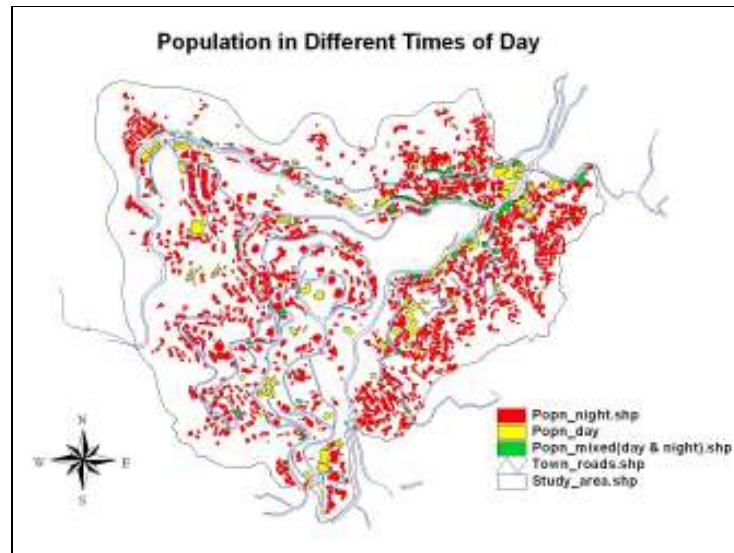 Population in Different Times of Day
Popn_night.shp
Popn_day
Popn_mixed(day & night).shp
Town_roads.shp
Study_area.shp
N
W E
S